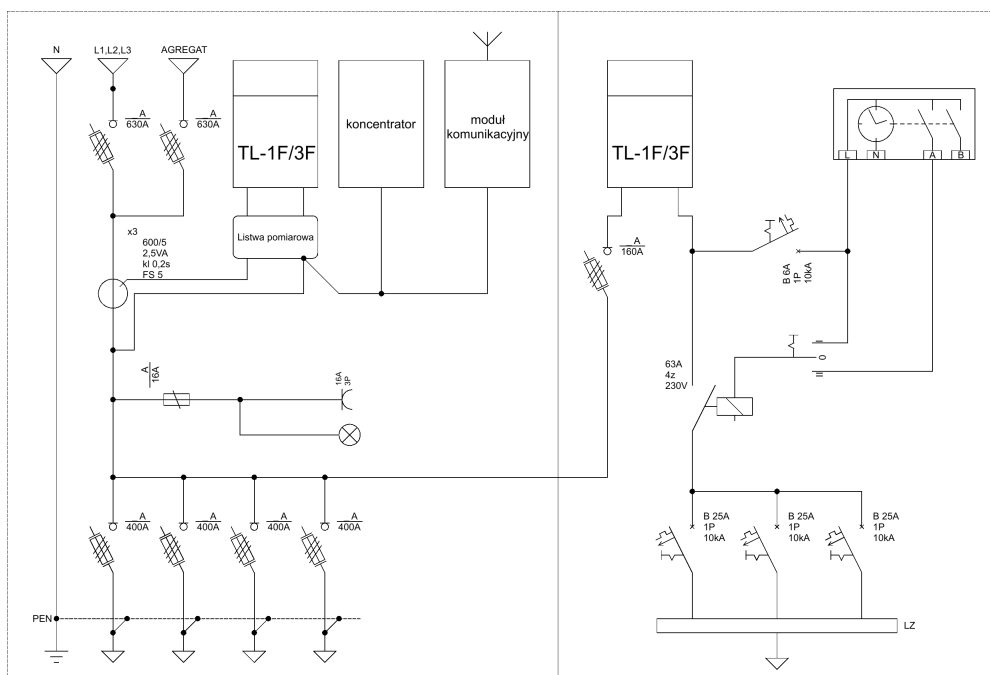 N
L1,L2,L3
AGREGAT
A
630A
A
630A
TL-1F/3F
koncentrator
moduł
komunikacyjny
TL-1F/3F
L
N
A
B
x3
600/5
2,5VA
kl 0,2s
FS 5
Listwa pomiarowa
A
160A
B 6A
1P
10kA
I
0
II
63A
4z
230V
A
16A
16A
3P
A
400A
A
400A
A
400A
A
400A
B 25A
1P
10kA
B 25A
1P
10kA
B 25A
1P
10kA
PEN
LZ